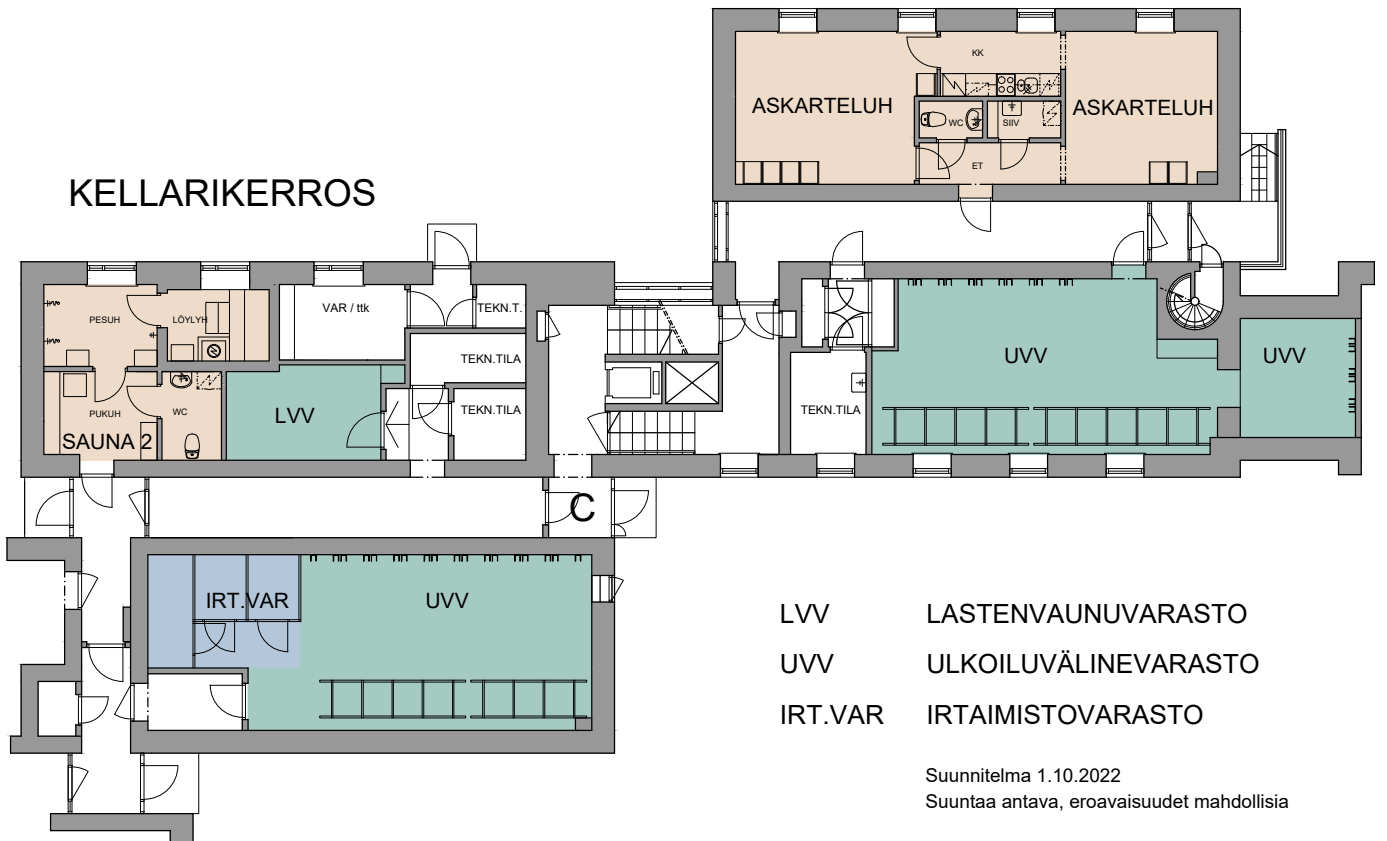 KELLARIKERROS
ASKARTELUH
KK
WC
SIIV
ET
ASKARTELUH
PESUH
LÖYLYH
VAR / ttk
TEKN.T.
TEKN.TILA
TEKN.TILA
PUKUH
WC
SAUNA 2
LVV
TEKN.TILA
UVV
UVV
C
IRT.VAR
UVV
LVV LASTENVAUNUVARASTO
UVV ULKOILUVÄLINEVARASTO
IRT.VAR IRTAIMISTOVARASTO
Suunnitelma 1.10.2022
Suuntaa antava, eroavaisuudet mahdollisia